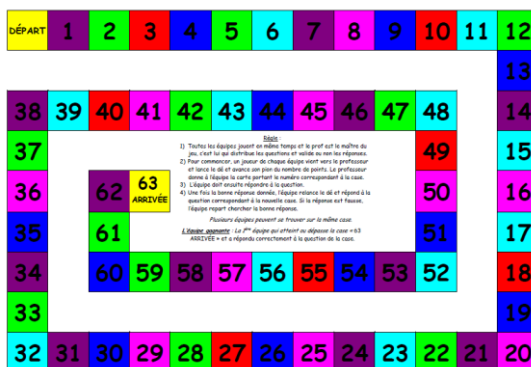 DÉPART 1 2 3 4 5 6 7 8 9 10 11 12
13
38 39 40 41 42 43 44 45 46 47 48 14
Règle :
1) Toutes les équipes jouent en même temps et le prof est le maître du
jeu, c'est lui qui distribue les questions et valide ou non les réponses.
37 49 15
2) Pour commencer, un joueur de chaque équipe vient vers le professeur
et lance le dé et avance son pion du nombre de points. Le professeur
donne à l'équipe la carte portant le numéro correspondant à la case.
3) L'équipe doit ensuite répondre à la question.
36 62 63 50 16
ARRIVÉE
4) Une fois la bonne réponse donnée, l'équipe relance le dé et répond à la
question correspondant à la nouvelle case. Si la réponse est fausse,
l'équipe repart chercher la bonne réponse.
Plusieurs équipes peuvent se trouver sur la même case
35 61 51 17
L'équipe gagnante : La 1ère équipe qui atteint ou dépasse la case « 63
ARRIVÉE » et a répondu correctement à la question de la case.
34 60 59 58 57 56 55 54 53 52 18
33 19
32 31 30 29 28 27 26 25 24 23 22 21 20